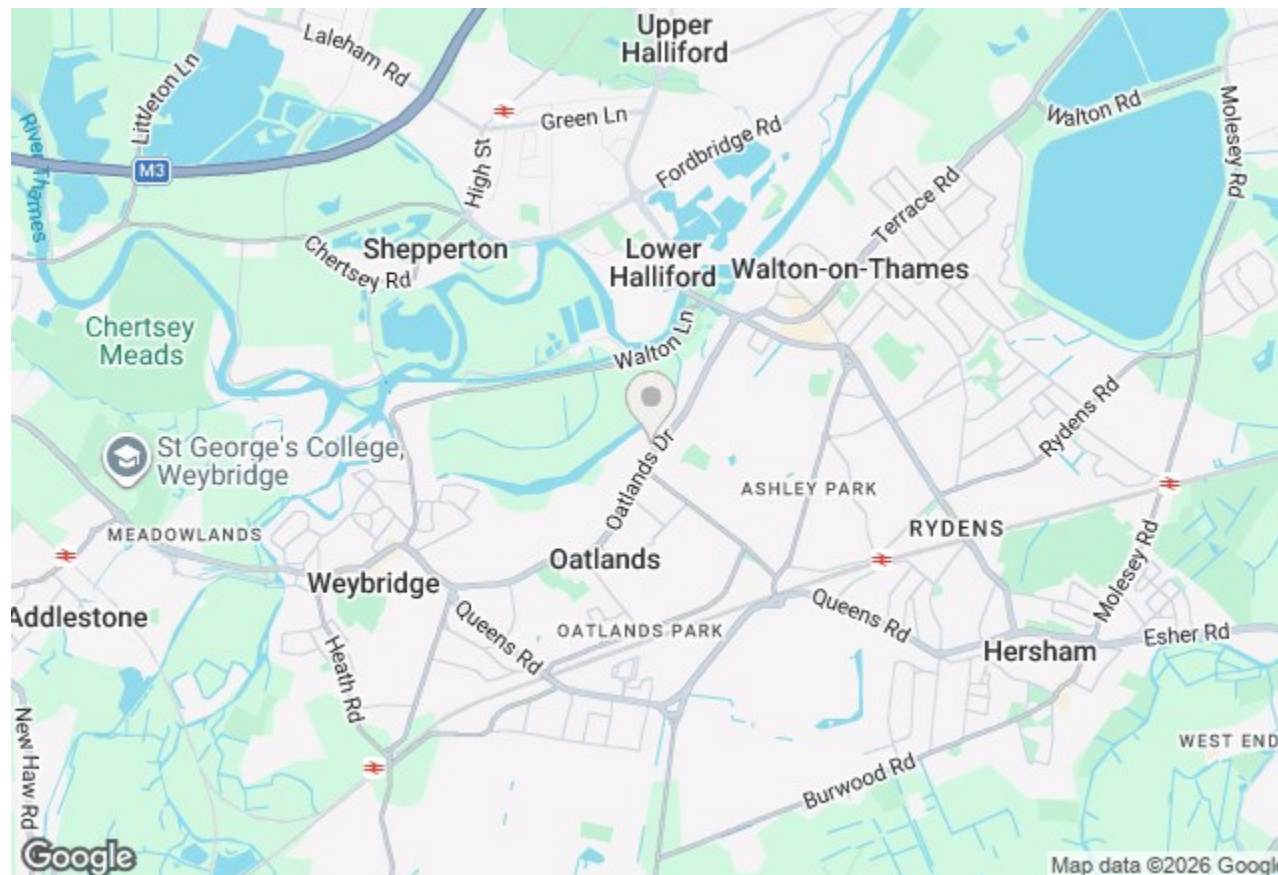 Upper
Halliford
Laleham Rd
Littleton Ln
Green Ln
Walton Rd
Molesey Rd
River Thames
M3
High St
Fordbridge Rd
Terrace Rd
Shepperton
Lower
Halliford
Walton-on-Thames
Chertsey Rd
Chertsey
Meads
Walton Ln
Rydens Rd
St George's College,
Weybridge
Oatlands Dr
ASHLEY PARK
MEADOWLANDS
RYDENS
Oatlands
Weybridge
Molesey Rd
Addlestone
Queens Rd
OATLANDS PARK
Queens Rd
Esher Rd
Hersham
Heath Rd
New Haw Rd
WEST END
Burwood Rd
Google
Map data ©2026 Google